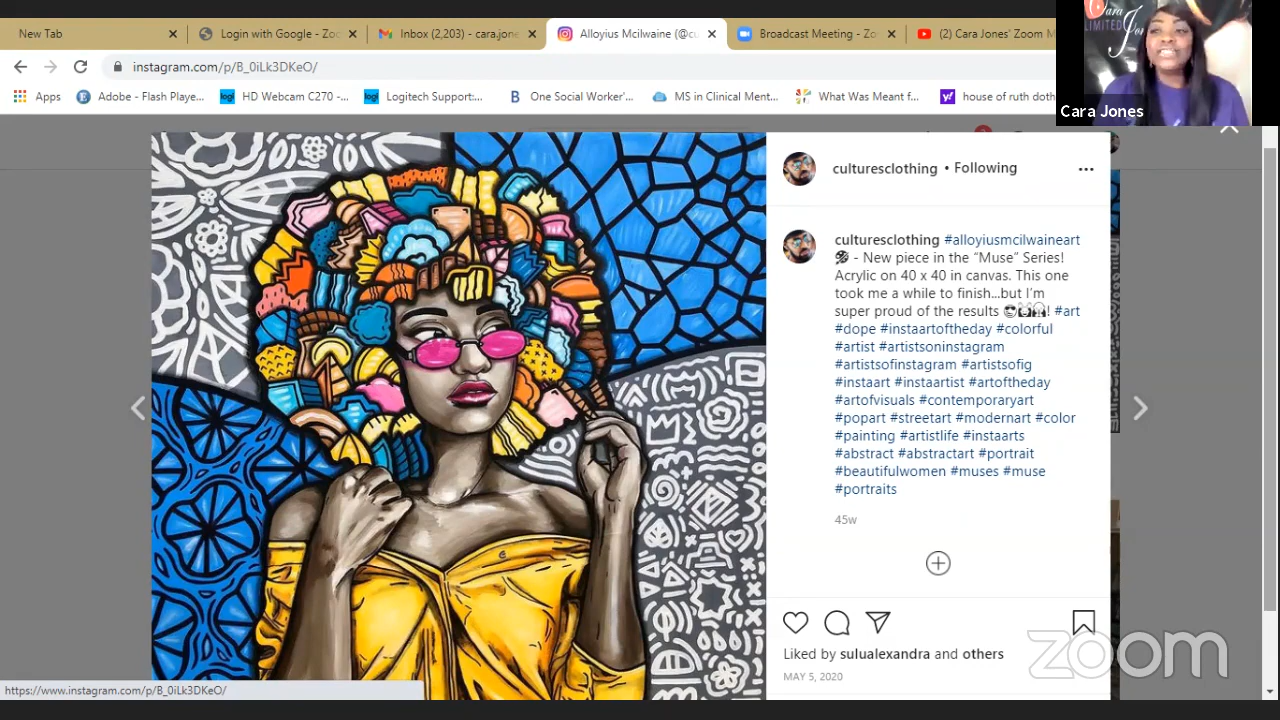 New Tab
Login with Google - Zoo
Inbox (2,203) - cara.jone
Alloyius Mcilwaine (@cu
Broadcast Meeting - Zo
(2) Cara Jones' Zoom M
instagram.com/p/B_0iLk3DKeO/
Apps
Adobe - Flash Playe...
HD Webcam C270 -...
Logitech Support:...
One Social Worker'...
MS in Clinical Ment...
What Was Meant f...
house of ruth doth
Cara
LIMITED
Cara Jones
culturesclothing • Following
culturesclothing #alloyiusmcilwaineart
🎨 - New piece in the “Muse” Series!
Acrylic on 40 x 40 in canvas. This one
took me a while to finish...but I’m
super proud of the results 😎🙌🎧! #art
#dope #instaartoftheday #colorful
#artist #artistsoninstagram
#artistsofinstagram #artistsofig
#instaart #instaartist #artoftheday
#artofvisuals #contemporaryart
#popart #streetart #modernart #color
#painting #artistlife #instaarts
#abstract #abstractart #portrait
#beautifulwomen #muses #muse
#portraits
45w
Liked by sulualexandra and others
MAY 5, 2020
zoom
https://www.instagram.com/p/B_0iLk3DKeO/